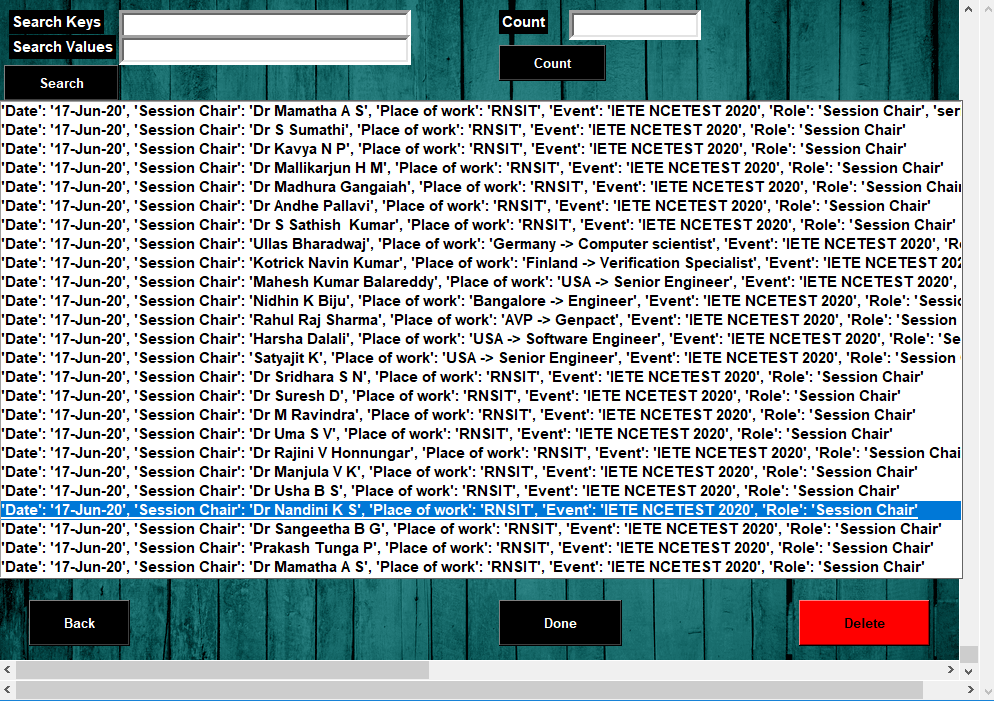 Search Keys
Count
Search Values
Count
Search
'Date': '17-Jun-20', 'Session Chair': 'Dr Mamatha A S', 'Place of work': 'RNSIT', 'Event': 'IETE NCETEST 2020', 'Role': 'Session Chair', 'ser
'Date': '17-Jun-20', 'Session Chair': 'Dr S Sumathi', 'Place of work': 'RNSIT', 'Event': 'IETE NCETEST 2020', 'Role': 'Session Chair'
'Date': '17-Jun-20', 'Session Chair': 'Dr Kavya N P', 'Place of work': 'RNSIT', 'Event': 'IETE NCETEST 2020', 'Role': 'Session Chair'
'Date': '17-Jun-20', 'Session Chair': 'Dr Mallikarjun H M', 'Place of work': 'RNSIT', 'Event': 'IETE NCETEST 2020', 'Role': 'Session Chair'
'Date': '17-Jun-20', 'Session Chair': 'Dr Madhura Gangaiah', 'Place of work': 'RNSIT', 'Event': 'IETE NCETEST 2020', 'Role': 'Session Chair
'Date': '17-Jun-20', 'Session Chair': 'Dr Andhe Pallavi', 'Place of work': 'RNSIT', 'Event': 'IETE NCETEST 2020', 'Role': 'Session Chair'
'Date': '17-Jun-20', 'Session Chair': 'Dr S Sathish  Kumar', 'Place of work': 'RNSIT', 'Event': 'IETE NCETEST 2020', 'Role': 'Session Chair'
'Date': '17-Jun-20', 'Session Chair': 'Ullas Bharadwaj', 'Place of work': 'Germany -> Computer scientist', 'Event': 'IETE NCETEST 2020', 'R
'Date': '17-Jun-20', 'Session Chair': 'Kotrick Navin Kumar', 'Place of work': 'Finland -> Verification Specialist', 'Event': 'IETE NCETEST 202
'Date': '17-Jun-20', 'Session Chair': 'Mahesh Kumar Balareddy', 'Place of work': 'USA -> Senior Engineer', 'Event': 'IETE NCETEST 2020',
'Date': '17-Jun-20', 'Session Chair': 'Nidhin K Biju', 'Place of work': 'Bangalore -> Engineer', 'Event': 'IETE NCETEST 2020', 'Role': 'Sessic
'Date': '17-Jun-20', 'Session Chair': 'Rahul Raj Sharma', 'Place of work': 'AVP -> Genpact', 'Event': 'IETE NCETEST 2020', 'Role': 'Session
'Date': '17-Jun-20', 'Session Chair': 'Harsha Dalali', 'Place of work': 'USA -> Software Engineer', 'Event': 'IETE NCETEST 2020', 'Role': 'Se
'Date': '17-Jun-20', 'Session Chair': 'Satyajit K', 'Place of work': 'USA -> Senior Engineer', 'Event': 'IETE NCETEST 2020', 'Role': 'Session
'Date': '17-Jun-20', 'Session Chair': 'Dr Sridhara S N', 'Place of work': 'RNSIT', 'Event': 'IETE NCETEST 2020', 'Role': 'Session Chair'
'Date': '17-Jun-20', 'Session Chair': 'Dr Suresh D', 'Place of work': 'RNSIT', 'Event': 'IETE NCETEST 2020', 'Role': 'Session Chair'
'Date': '17-Jun-20', 'Session Chair': 'Dr M Ravindra', 'Place of work': 'RNSIT', 'Event': 'IETE NCETEST 2020', 'Role': 'Session Chair'
'Date': '17-Jun-20', 'Session Chair': 'Dr Uma S V', 'Place of work': 'RNSIT', 'Event': 'IETE NCETEST 2020', 'Role': 'Session Chair'
'Date': '17-Jun-20', 'Session Chair': 'Dr Rajini V Honnungar', 'Place of work': 'RNSIT', 'Event': 'IETE NCETEST 2020', 'Role': 'Session Chai
'Date': '17-Jun-20', 'Session Chair': 'Dr Manjula V K', 'Place of work': 'RNSIT', 'Event': 'IETE NCETEST 2020', 'Role': 'Session Chair'
'Date': '17-Jun-20', 'Session Chair': 'Dr Usha B S', 'Place of work': 'RNSIT', 'Event': 'IETE NCETEST 2020', 'Role': 'Session Chair'
'Date': '17-Jun-20', 'Session Chair': 'Dr Nandini K S', 'Place of work': 'RNSIT', 'Event': 'IETE NCETEST 2020', 'Role': 'Session Chair'
'Date': '17-Jun-20', 'Session Chair': 'Dr Sangeetha B G', 'Place of work': 'RNSIT', 'Event': 'IETE NCETEST 2020', 'Role': 'Session Chair'
'Date': '17-Jun-20', 'Session Chair': 'Prakash Tunga P', 'Place of work': 'RNSIT', 'Event': 'IETE NCETEST 2020', 'Role': 'Session Chair'
'Date': '17-Jun-20', 'Session Chair': 'Dr Mamatha A S', 'Place of work': 'RNSIT', 'Event': 'IETE NCETEST 2020', 'Role': 'Session Chair'
Back
Done
Delete